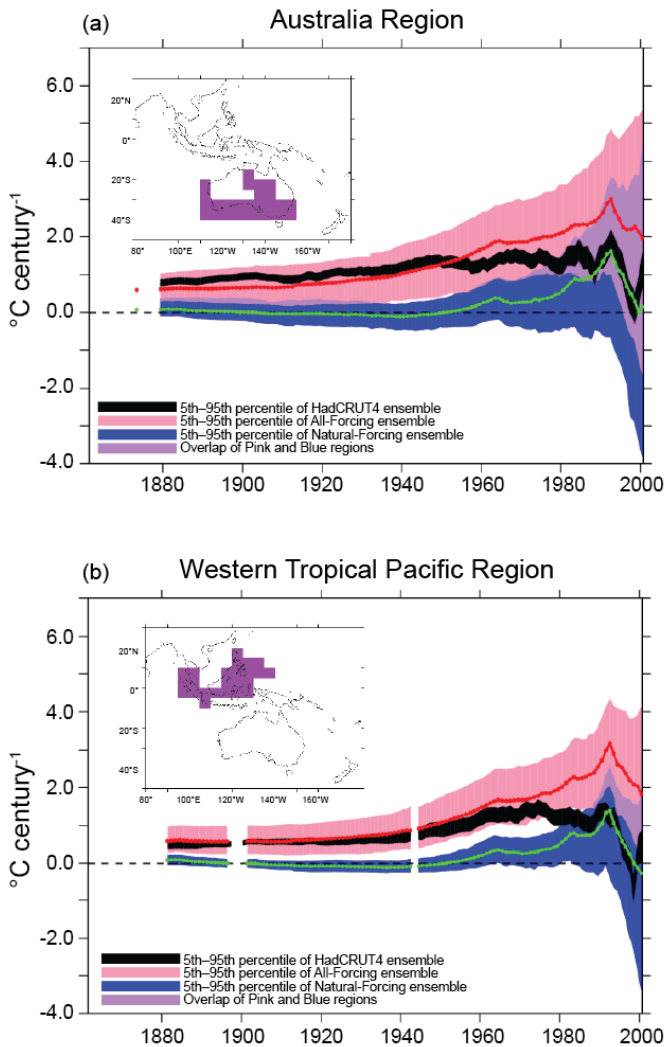 (a) Australia Region
6.0
4.0
2.0
0.0
-2.0
-4.0
°C century⁻¹
20°N
0°
20°S
40°S
80° 100°E 120°W 140°W 160°W
5th–95th percentile of HadCRUT4 ensemble
5th–95th percentile of All-Forcing ensemble
5th–95th percentile of Natural-Forcing ensemble
Overlap of Pink and Blue regions
1880 1900 1920 1940 1960 1980 2000
(b) Western Tropical Pacific Region
6.0
4.0
2.0
0.0
-2.0
-4.0
°C century⁻¹
20°N
0°
20°S
40°S
80° 100°E 120°W 140°W 160°W
5th–95th percentile of HadCRUT4 ensemble
5th–95th percentile of All-Forcing ensemble
5th–95th percentile of Natural-Forcing ensemble
Overlap of Pink and Blue regions
1880 1900 1920 1940 1960 1980 2000